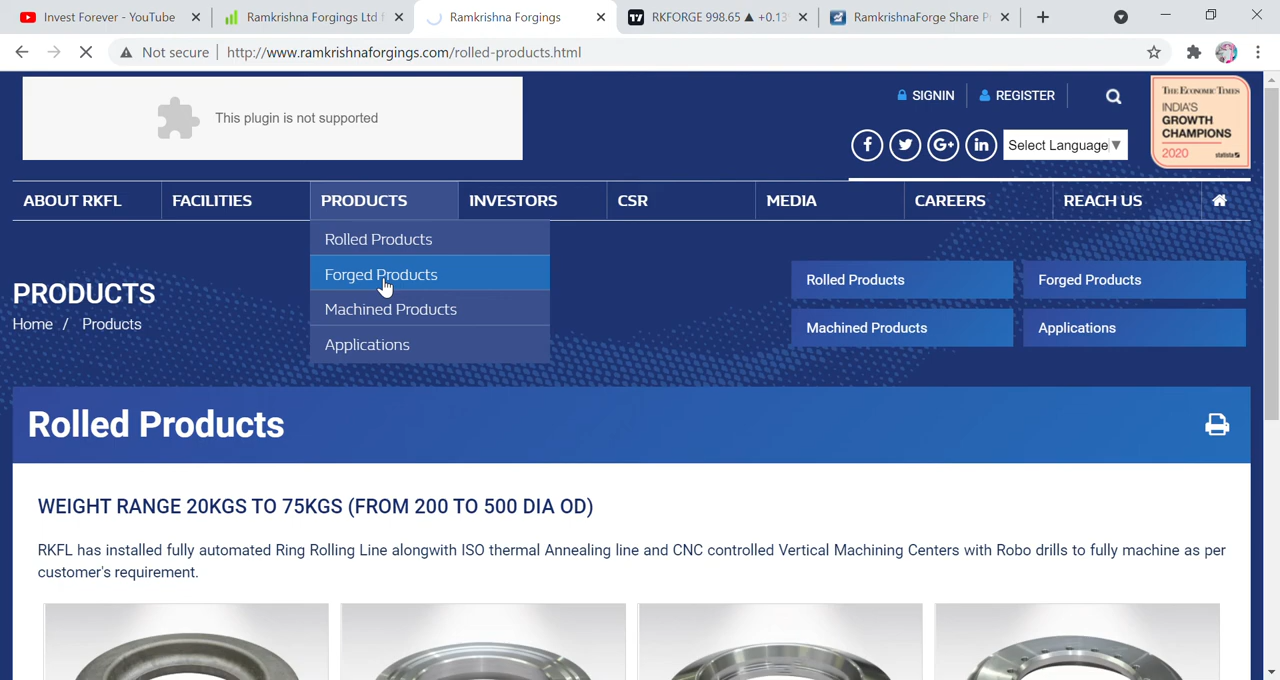 Invest Forever - YouTube
Ramkrishna Forgings Ltd f
Ramkrishna Forgings
RKFORGE 998.65 ▲ +0.13
RamkrishnaForge Share P
Not secure
http://www.ramkrishnaforgings.com/rolled-products.html
This plugin is not supported
SIGNIN
REGISTER
THE ECONOMIC TIMES
INDIA'S
GROWTH
CHAMPIONS
2020
statista
Select Language ▼
ABOUT RKFL
FACILITIES
PRODUCTS
INVESTORS
CSR
MEDIA
CAREERS
REACH US
Rolled Products
Forged Products
Machined Products
Applications
PRODUCTS
Home / Products
Rolled Products
Forged Products
Machined Products
Applications
Rolled Products
WEIGHT RANGE 20KGS TO 75KGS (FROM 200 TO 500 DIA OD)
RKFL has installed fully automated Ring Rolling Line alongwith ISO thermal Annealing line and CNC controlled Vertical Machining Centers with Robo drills to fully machine as per
customer's requirement.